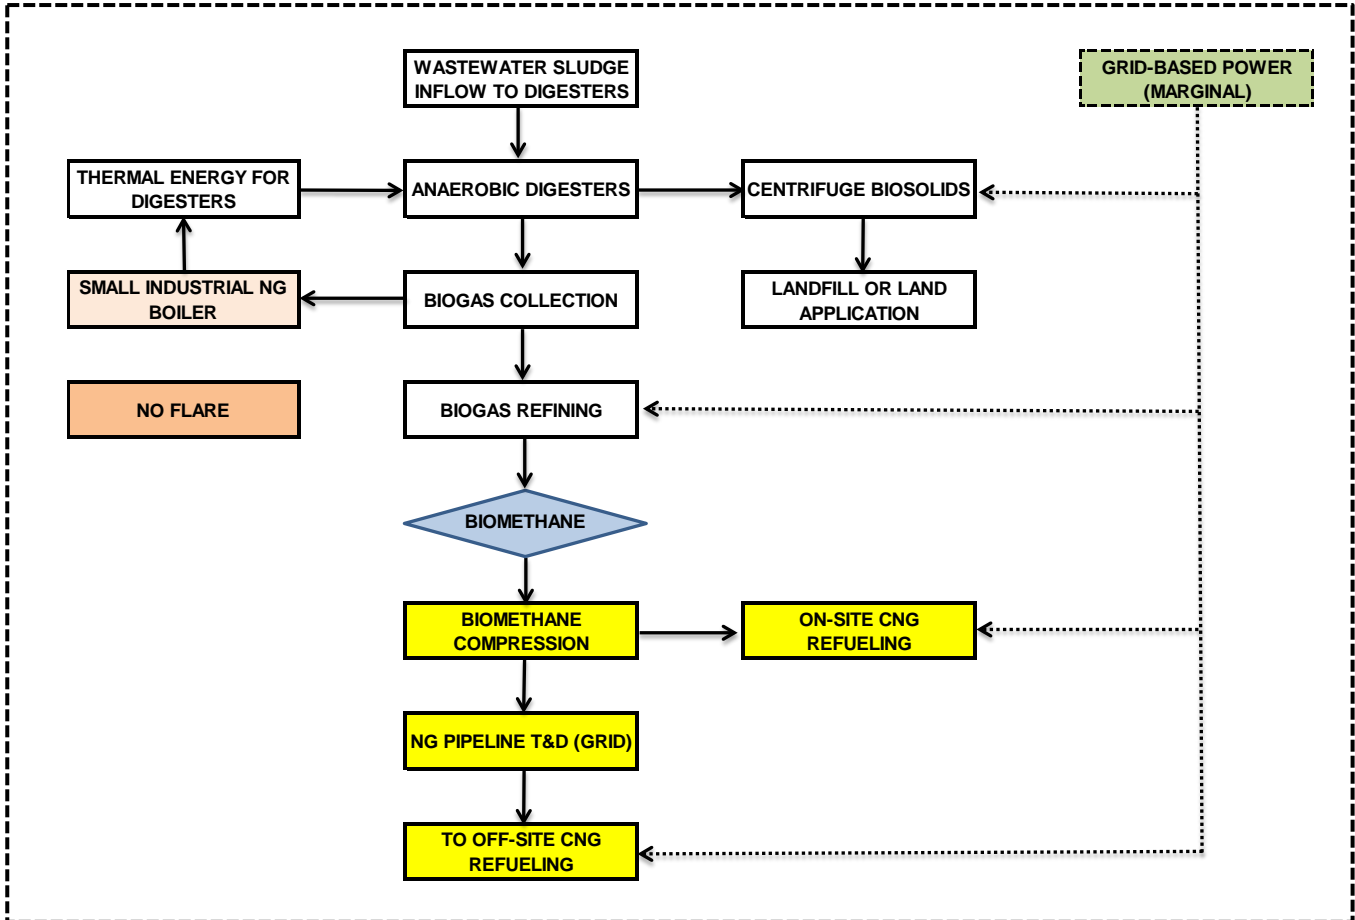 WASTEWATER SLUDGE
INFLOW TO DIGESTERS
GRID-BASED POWER
(MARGINAL)
THERMAL ENERGY FOR
DIGESTERS
ANAEROBIC DIGESTERS
CENTRIFUGE BIOSOLIDS
SMALL INDUSTRIAL NG
BOILER
BIOGAS COLLECTION
LANDFILL OR LAND
APPLICATION
NO FLARE
BIOGAS REFINING
BIOMETHANE
BIOMETHANE
COMPRESSION
ON-SITE CNG
REFUELING
NG PIPELINE T&D (GRID)
TO OFF-SITE CNG
REFUELING